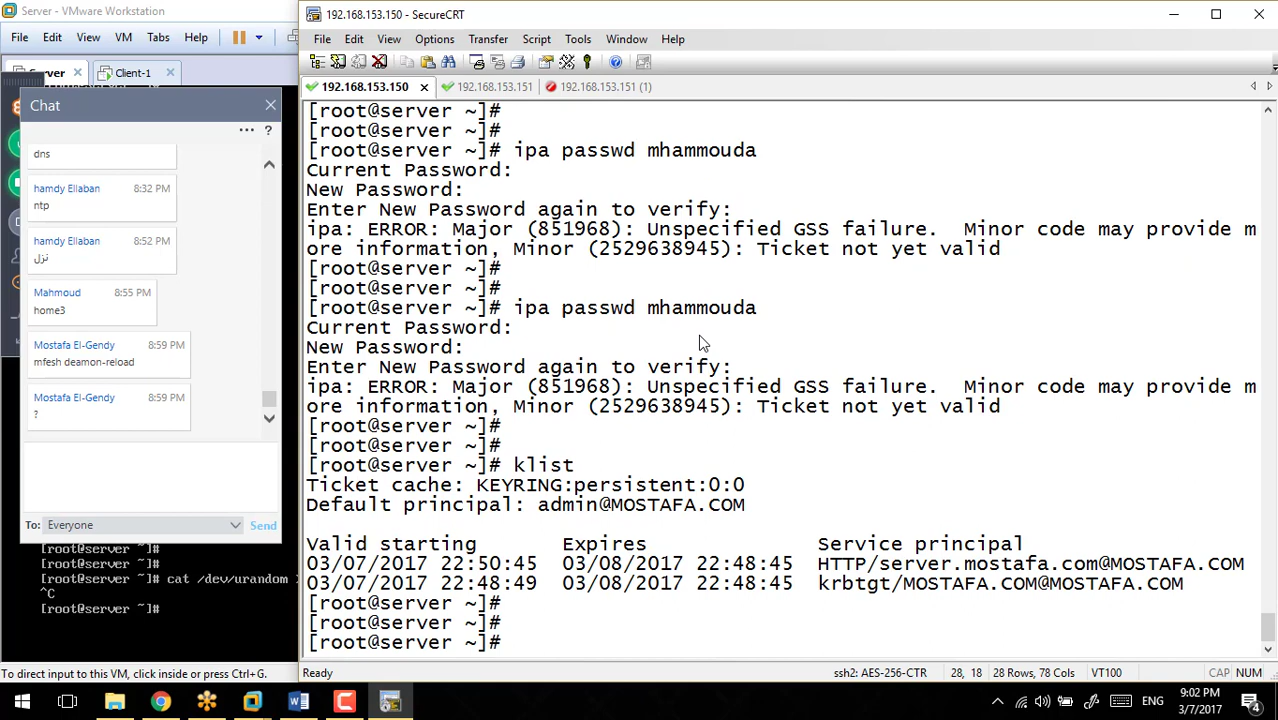 Server - VMware Workstation
File Edit View VM Tabs Help
Server Client-1
Chat
dns
hamdy Ellaban 8:32 PM
ntp
hamdy Ellaban 8:52 PM
نزل
Mahmoud 8:55 PM
home3
Mostafa El-Gendy 8:59 PM
mfesh deamon-reload
Mostafa El-Gendy 8:59 PM
?
To: Everyone Send
[root@server ~]#
[root@server ~]#
[root@server ~]# cat /dev/urandom
^C
[root@server ~]#
To direct input to this VM, click inside or press Ctrl+G.
192.168.153.150 - SecureCRT
File Edit View Options Transfer Script Tools Window Help
192.168.153.150 192.168.153.151 192.168.153.151 (1)
[root@server ~]#
[root@server ~]#
[root@server ~]# ipa passwd mhammouda
Current Password:
New Password:
Enter New Password again to verify:
ipa: ERROR: Major (851968): Unspecified GSS failure.  Minor code may provide m
ore information, Minor (2529638945): Ticket not yet valid
[root@server ~]#
[root@server ~]#
[root@server ~]# ipa passwd mhammouda
Current Password:
New Password:
Enter New Password again to verify:
ipa: ERROR: Major (851968): Unspecified GSS failure.  Minor code may provide m
ore information, Minor (2529638945): Ticket not yet valid
[root@server ~]#
[root@server ~]#
[root@server ~]# klist
Ticket cache: KEYRING:persistent:0:0
Default principal: admin@MOSTAFA.COM
Valid starting Expires Service principal
03/07/2017 22:50:45 03/08/2017 22:48:45 HTTP/server.mostafa.com@MOSTAFA.COM
03/07/2017 22:48:49 03/08/2017 22:48:45 krbtgt/MOSTAFA.COM@MOSTAFA.COM
[root@server ~]#
[root@server ~]#
[root@server ~]#
Ready ssh2: AES-256-CTR 28, 18 28 Rows, 78 Cols VT100 CAP NUM
ENG 9:02 PM
3/7/2017 4